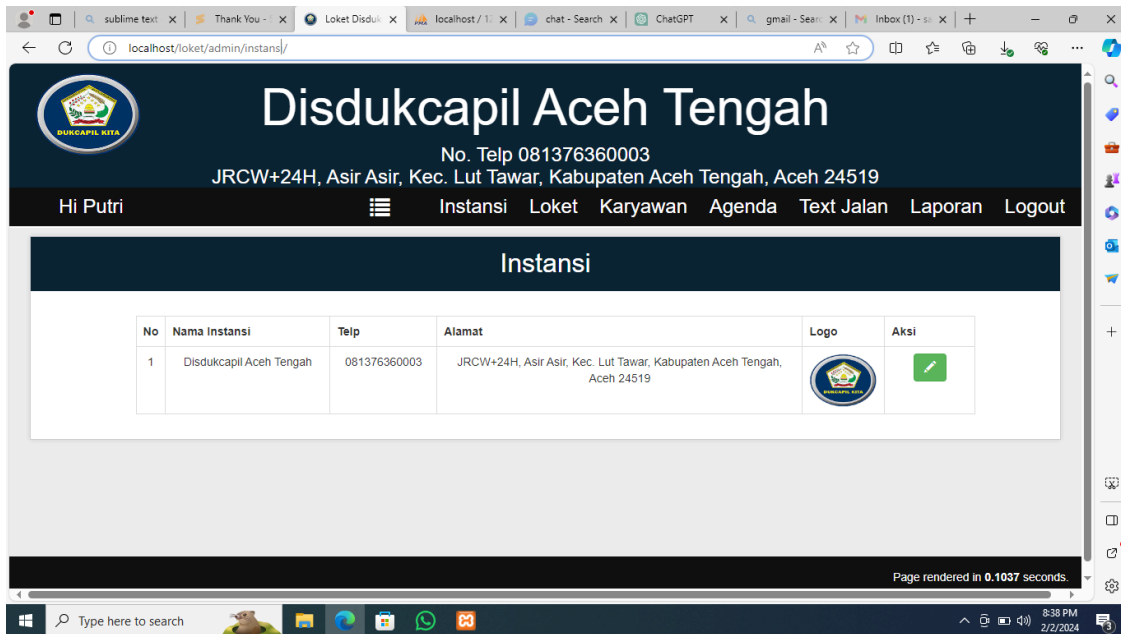 sublime text
Thank You - S
Loket Disduk
localhost / 12
chat - Search
ChatGPT
gmail - Searc
Inbox (1) - sa
localhost/loket/admin/instansi/
DUKCAPIL KITA
Disdukcapil Aceh Tengah
No. Telp 081376360003
JRCW+24H, Asir Asir, Kec. Lut Tawar, Kabupaten Aceh Tengah, Aceh 24519
Hi Putri Instansi Loket Karyawan Agenda Text Jalan Laporan Logout
Instansi
No Nama Instansi Telp Alamat Logo Aksi
1 Disdukcapil Aceh Tengah 081376360003 JRCW+24H, Asir Asir, Kec. Lut Tawar, Kabupaten Aceh Tengah,
Aceh 24519
DUKCAPIL KITA
Page rendered in 0.1037 seconds.
Type here to search
8:38 PM
2/2/2024
3